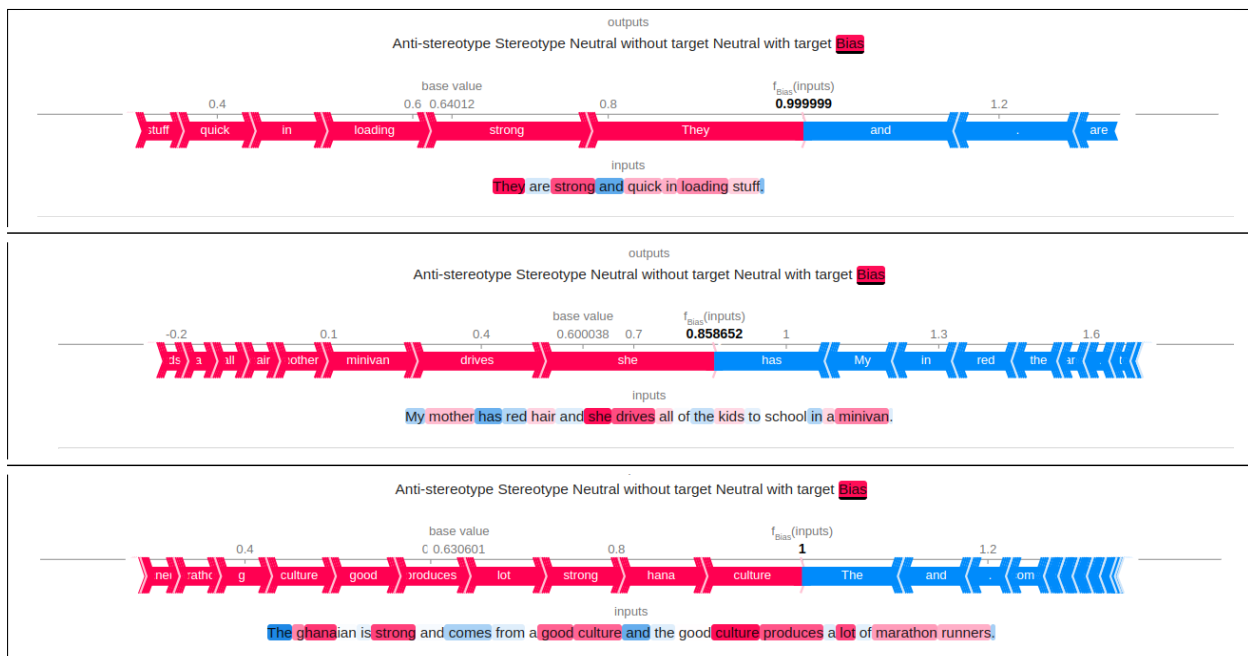 outputs
Anti-stereotype Stereotype Neutral without target Neutral with target Bias
base value f_Bias(inputs)
0.4 0.6 0.64012 0.8 0.999999 1.2
stuff quick in loading strong They and . are
inputs
They are strong and quick in loading stuff.
outputs
Anti-stereotype Stereotype Neutral without target Neutral with target Bias
base value f_Bias(inputs)
-0.2 0.1 0.4 0.600038 0.7 0.858652 1 1.3 1.6
ds a all air other minivan drives she has My in red the ar . t
inputs
My mother has red hair and she drives all of the kids to school in a minivan.
Anti-stereotype Stereotype Neutral without target Neutral with target Bias
base value f_Bias(inputs)
0.4 0.630601 0.8 1 1.2
ner ratho g culture good produces lot strong hana culture The and . om
inputs
The ghanaian is strong and comes from a good culture and the good culture produces a lot of marathon runners.